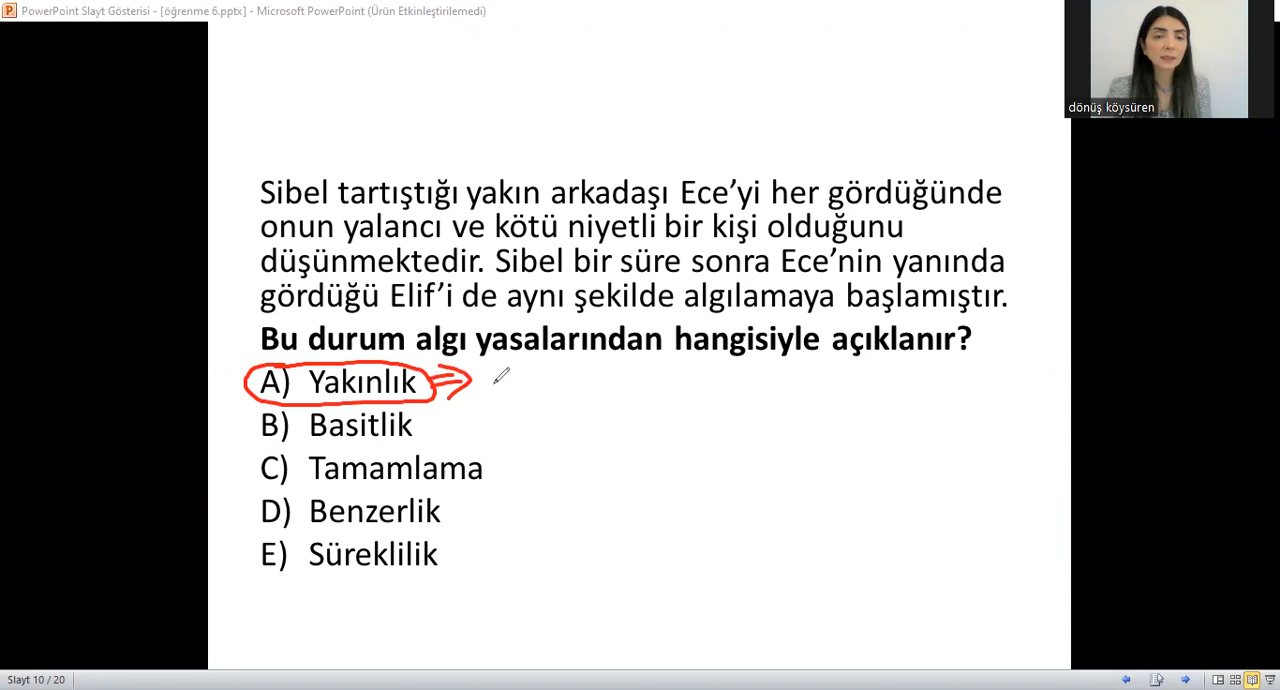 PowerPoint Slayt Gösterisi - [öğrenme 6.pptx] - Microsoft PowerPoint (Ürün Etkinleştirilemedi)
dönüş köysüren
Sibel tartıştığı yakın arkadaşı Ece’yi her gördüğünde
onun yalancı ve kötü niyetli bir kişi olduğunu
düşünmektedir. Sibel bir süre sonra Ece’nin yanında
gördüğü Elif’i de aynı şekilde algılamaya başlamıştır.
Bu durum algı yasalarından hangisiyle açıklanır?
A) Yakınlık
B) Basitlik
C) Tamamlama
D) Benzerlik
E) Süreklilik
Slayt 10 / 20